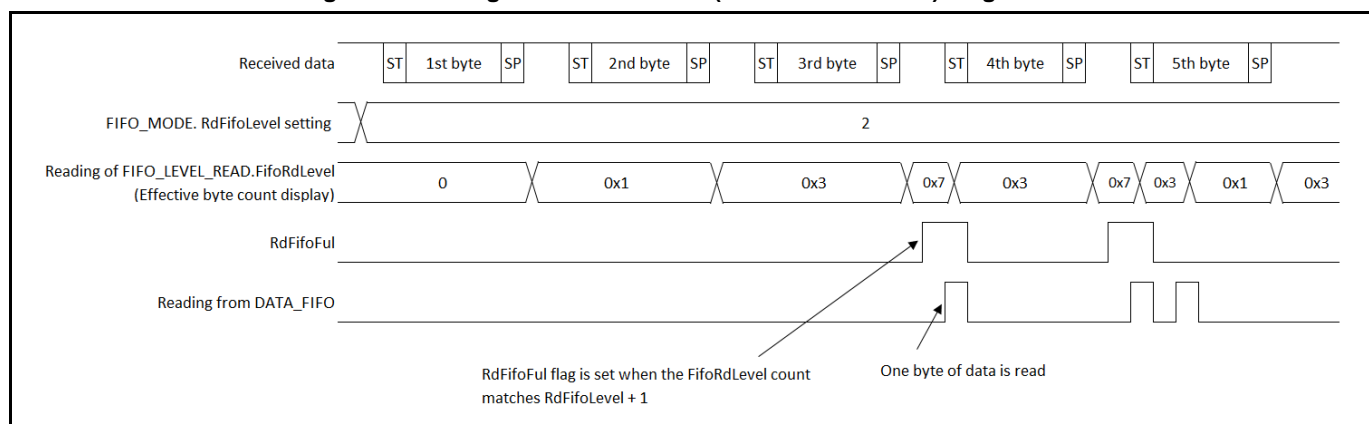 Received data ST 1st byte SP ST 2nd byte SP ST 3rd byte SP ST 4th byte SP ST 5th byte SP
FIFO_MODE. RdFifoLevel setting 2
Reading of FIFO_LEVEL_READ.FifoRdLevel
(Effective byte count display)
0 0x1 0x3 0x7 0x3 0x7 0x3 0x1 0x3
RdFifoFul
Reading from DATA_FIFO
RdFifoFul flag is set when the FifoRdLevel count
matches RdFifoLevel + 1
One byte of data is read